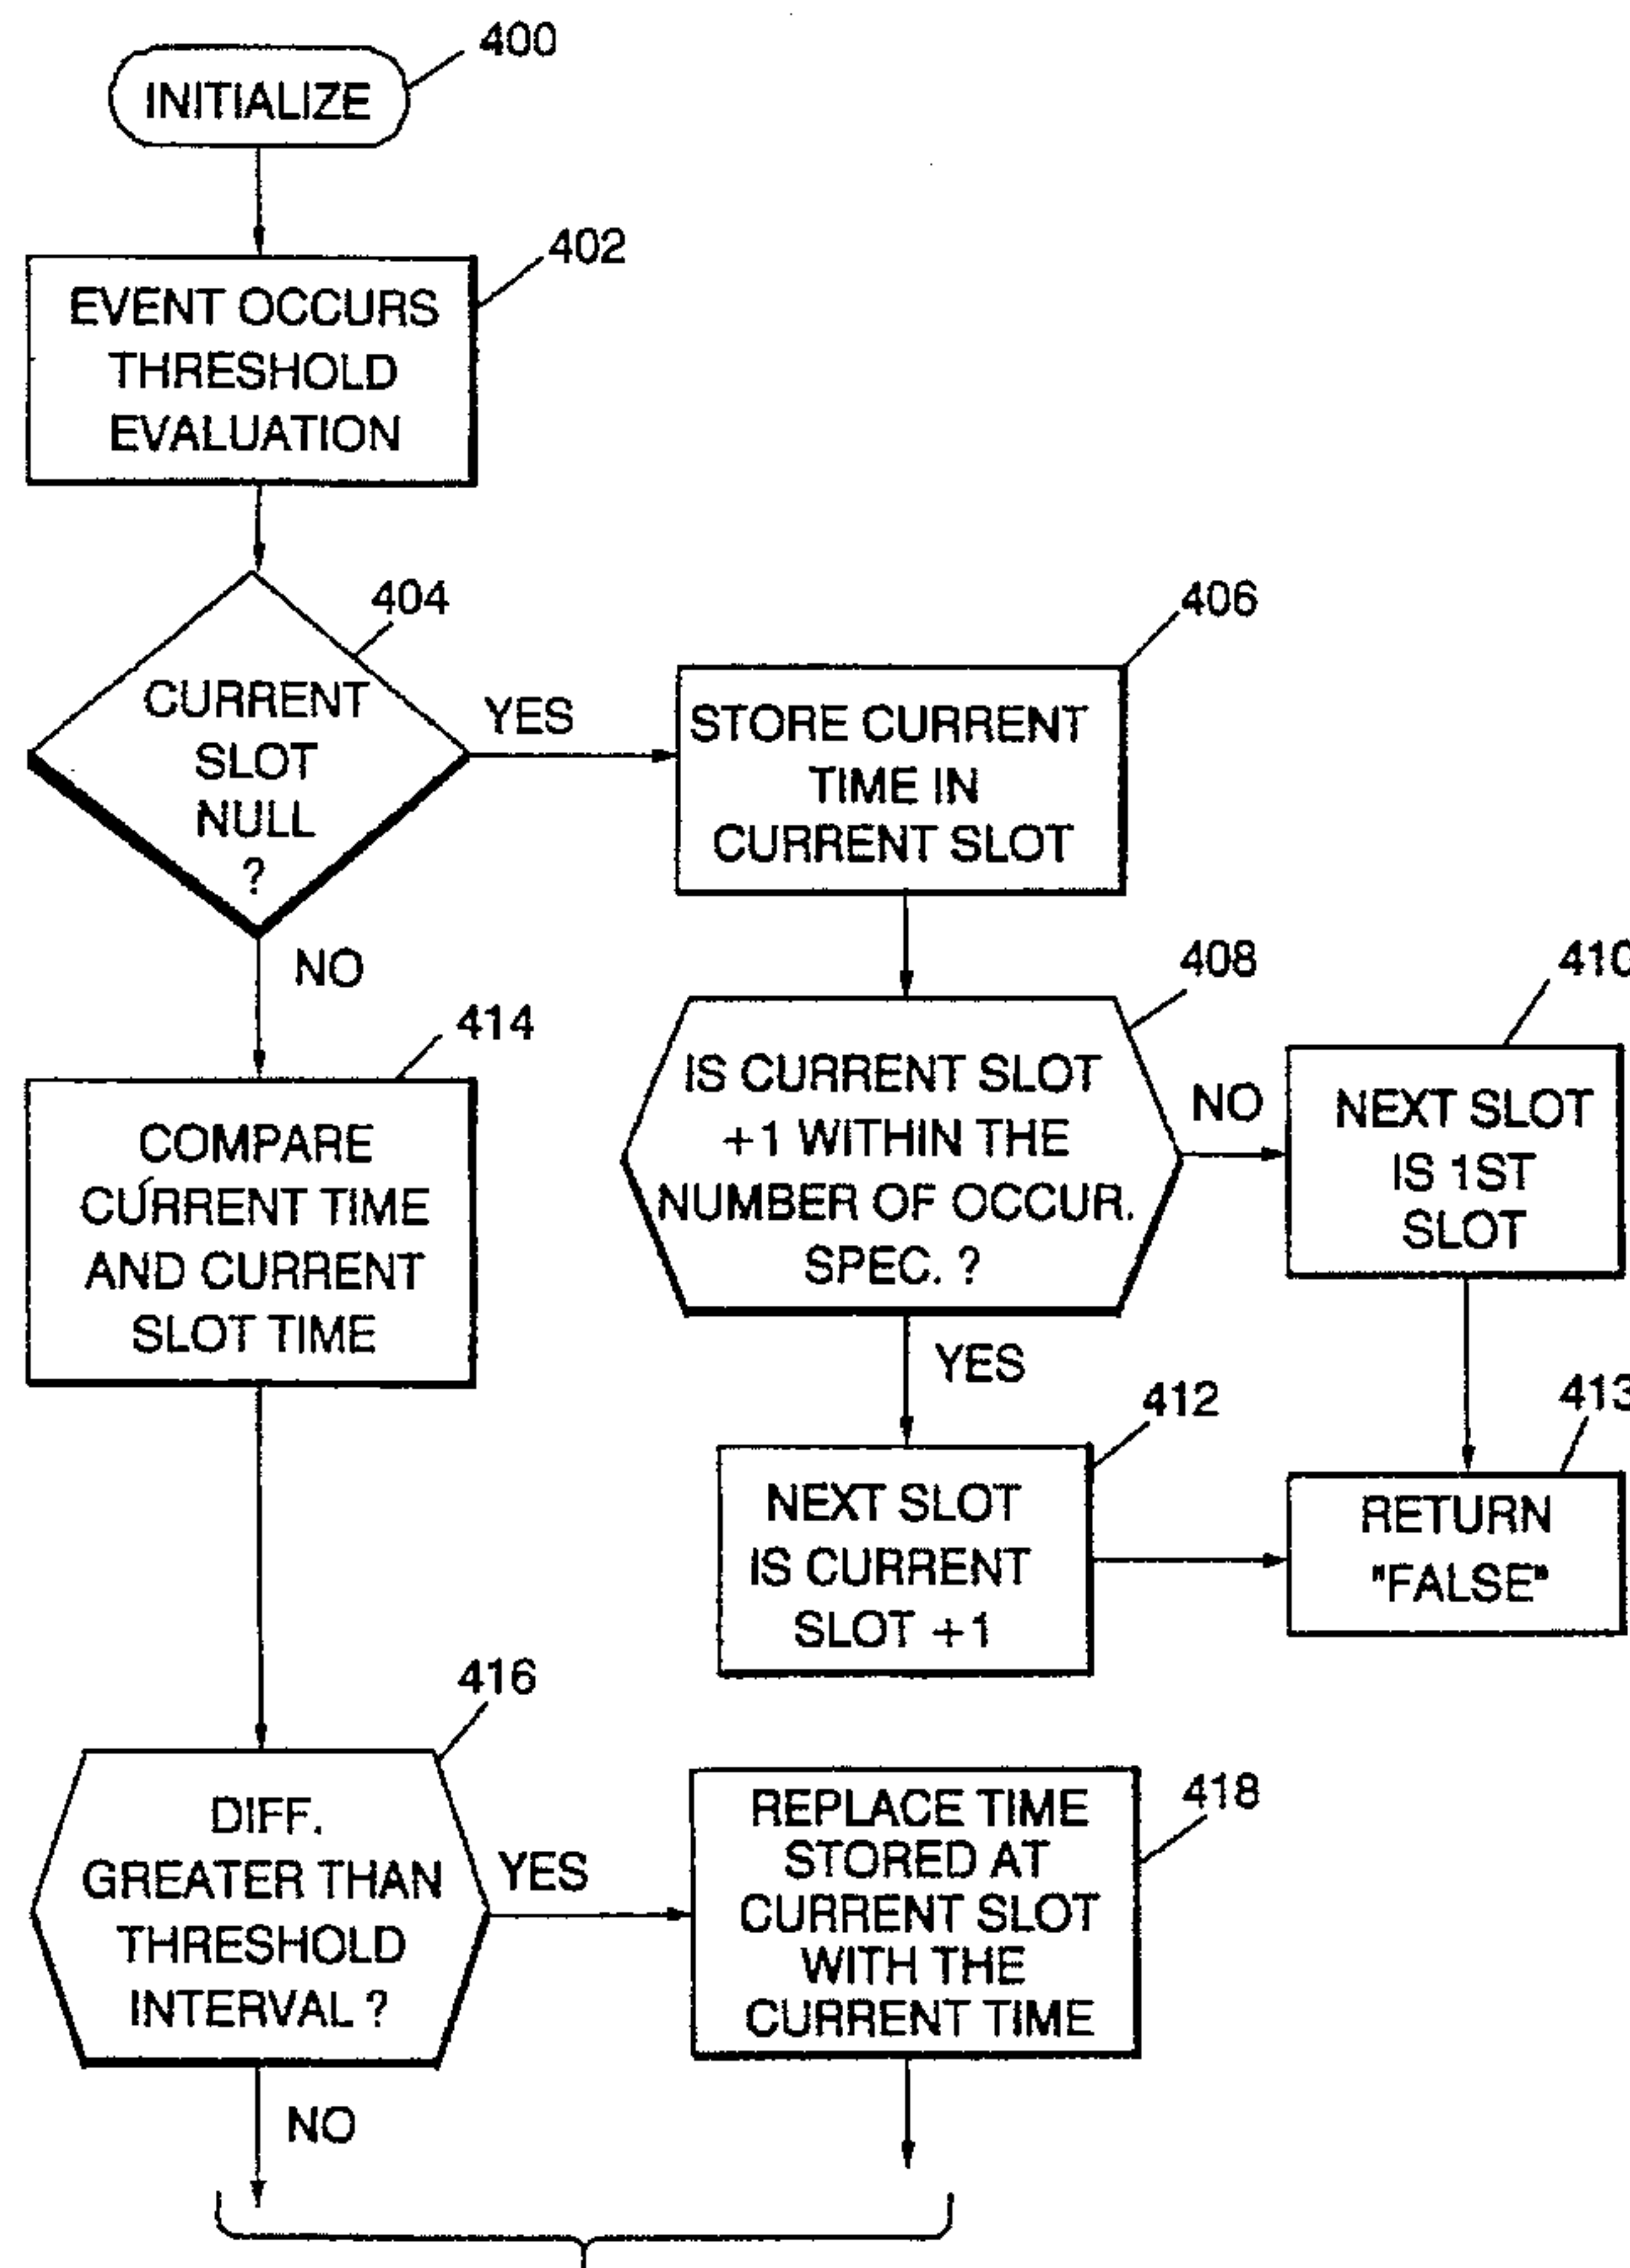 400
INITIALIZE
402
EVENT OCCURS
THRESHOLD
EVALUATION
404
CURRENT
SLOT
NULL
?
YES
NO
406
STORE CURRENT
TIME IN
CURRENT SLOT
408
IS CURRENT SLOT
+1 WITHIN THE
NUMBER OF OCCUR.
SPEC. ?
NO
YES
410
NEXT SLOT
IS 1ST
SLOT
412
NEXT SLOT
IS CURRENT
SLOT +1
413
RETURN
"FALSE"
414
COMPARE
CURRENT TIME
AND CURRENT
SLOT TIME
416
DIFF.
GREATER THAN
THRESHOLD
INTERVAL ?
YES
NO
418
REPLACE TIME
STORED AT
CURRENT SLOT
WITH THE
CURRENT TIME